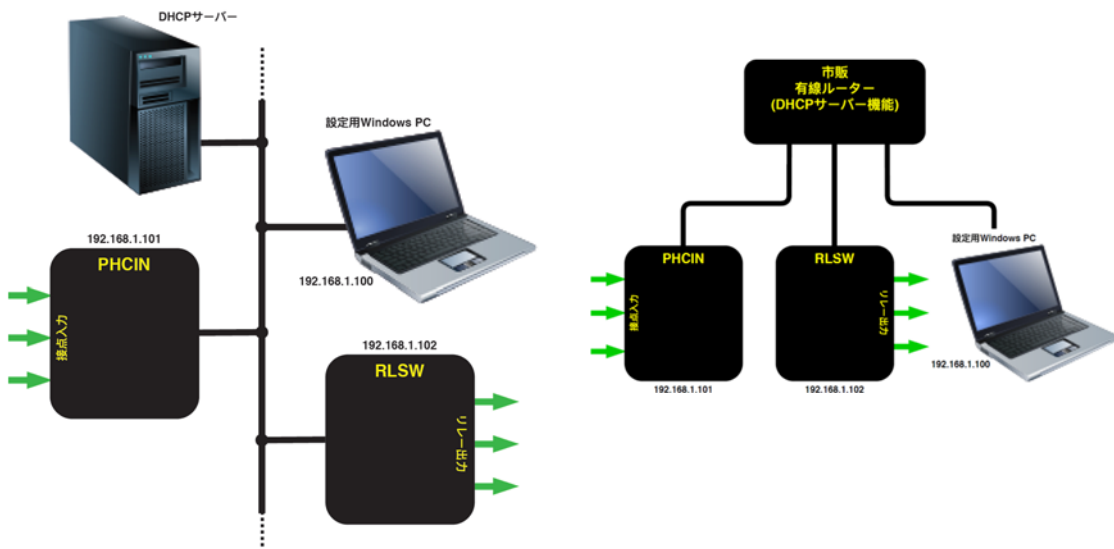 DHCPサーバー
設定用Windows PC
192.168.1.100
192.168.1.101
PHCIN
接点入力
192.168.1.102
RLSW
リレー出力
市販
有線ルーター
(DHCPサーバー機能)
PHCIN
接点入力
192.168.1.101
RLSW
リレー出力
192.168.1.102
設定用Windows PC
192.168.1.100